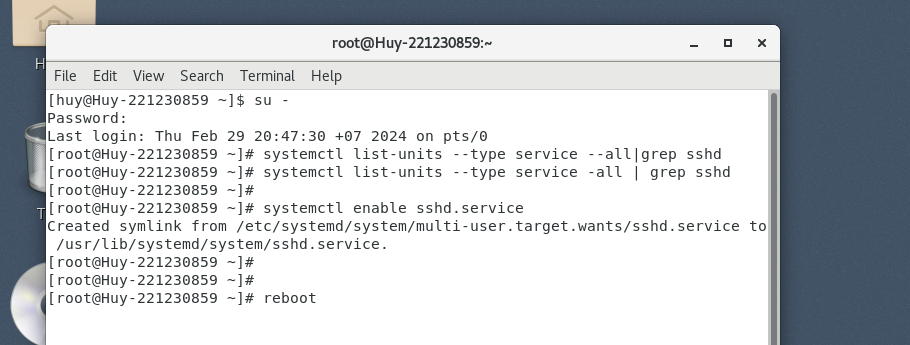 root@Huy-221230859:~
File Edit View Search Terminal Help
[huy@Huy-221230859 ~]$ su -
Password:
Last login: Thu Feb 29 20:47:30 +07 2024 on pts/0
[root@Huy-221230859 ~]# systemctl list-units --type service --all|grep sshd
[root@Huy-221230859 ~]# systemctl list-units --type service -all | grep sshd
[root@Huy-221230859 ~]#
[root@Huy-221230859 ~]# systemctl enable sshd.service
Created symlink from /etc/systemd/system/multi-user.target.wants/sshd.service to
/usr/lib/systemd/system/sshd.service.
[root@Huy-221230859 ~]#
[root@Huy-221230859 ~]#
[root@Huy-221230859 ~]# reboot